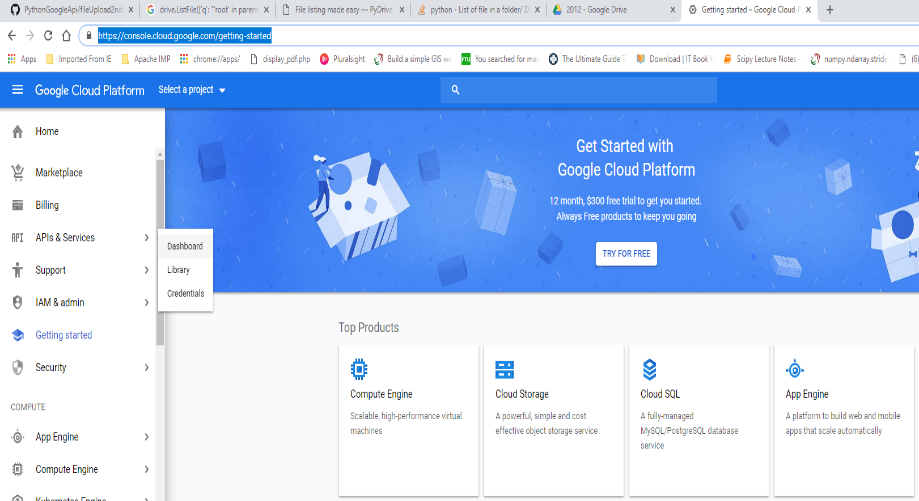 PythonGoogleApi/fileUpload2nd
drive.ListFile({'q': "'root' in parent
File listing made easy — PyDrive
python - List of file in a folder/ D
2012 - Google Drive
Getting started – Google Cloud P
https://console.cloud.google.com/getting-started
Apps
Imported From IE
Apache IMP
chrome://apps/
display_pdf.php
Pluralsight
Build a simple GIS w
FTU
You searched for ma
The Ultimate Guide T
Download | IT Book
Scipy Lecture Notes -
numpy.ndarray.stride
(6)
Google Cloud Platform
Select a project
Home
Marketplace
Billing
API
APIs & Services
Support
IAM & admin
Getting started
Security
COMPUTE
App Engine
Compute Engine
Kubernetes Engine
Dashboard
Library
Credentials
Get Started with
Google Cloud Platform
12 month, $300 free trial to get you started.
Always Free products to keep you going
TRY FOR FREE
Top Products
Compute Engine
Scalable, high-performance virtual
machines
Cloud Storage
A powerful, simple and cost
effective object storage service
Cloud SQL
A fully-managed
MySQL/PostgreSQL database
service
App Engine
A platform to build web and mobile
apps that scale automatically